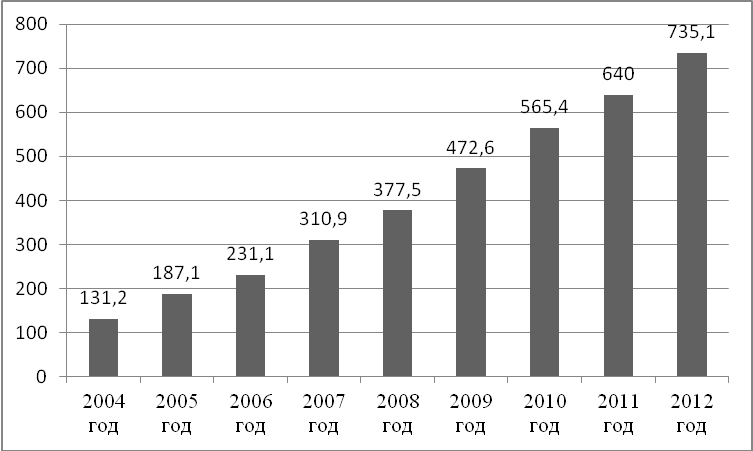 800
700
600
500
400
300
200
100
0
131,2
187,1
231,1
310,9
377,5
472,6
565,4
640
735,1
2004 год
2005 год
2006 год
2007 год
2008 год
2009 год
2010 год
2011 год
2012 год